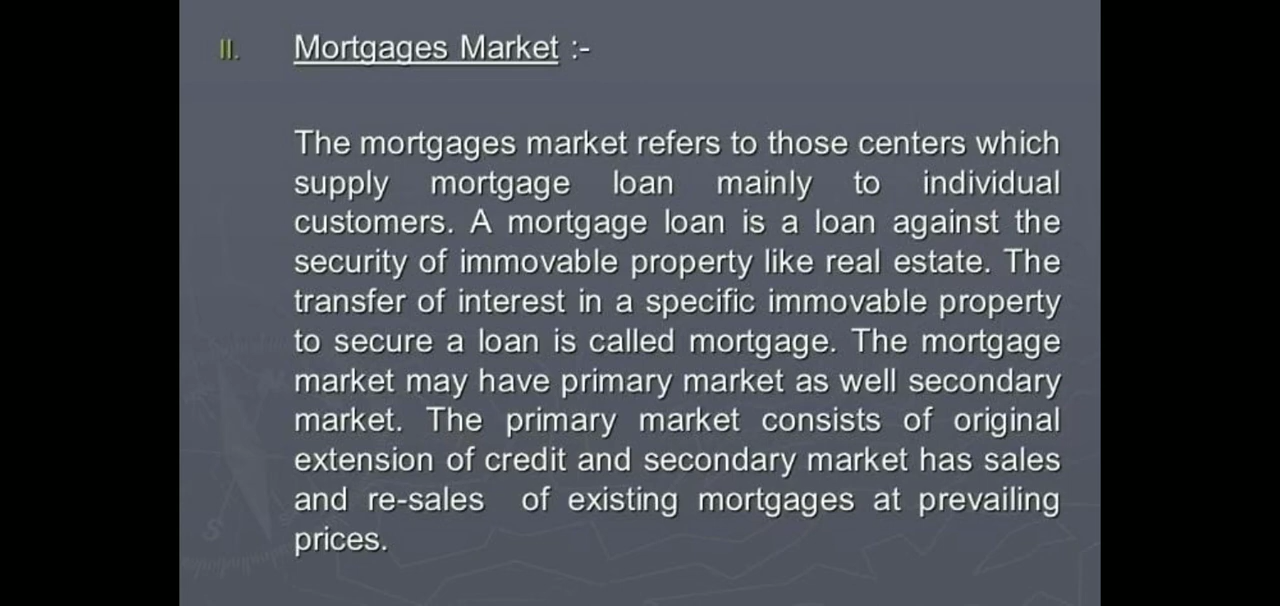 II. Mortgages Market :-
The mortgages market refers to those centers which
supply mortgage loan mainly to individual
customers. A mortgage loan is a loan against the
security of immovable property like real estate. The
transfer of interest in a specific immovable property
to secure a loan is called mortgage. The mortgage
market may have primary market as well secondary
market. The primary market consists of original
extension of credit and secondary market has sales
and re-sales of existing mortgages at prevailing
prices.